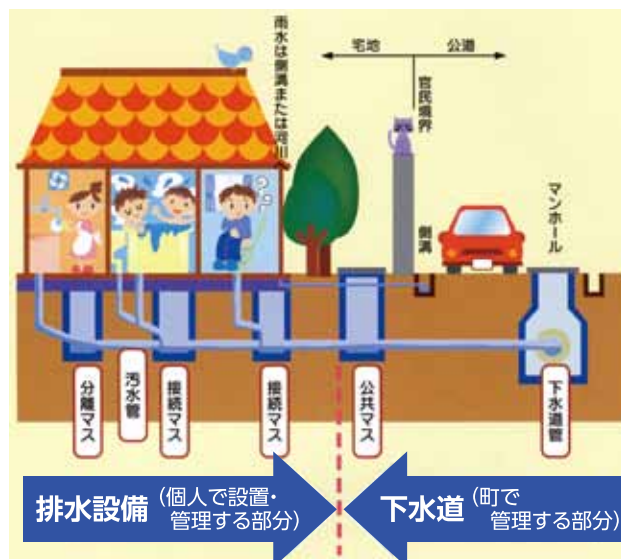 雨水は側溝または河川へ
宅地
公道
官民境界
側溝
マンホール
分離マス
汚水管
接続マス
接続マス
公共マス
下水道管
排水設備(個人で設置・
管理する部分)
下水道(町で
管理する部分)